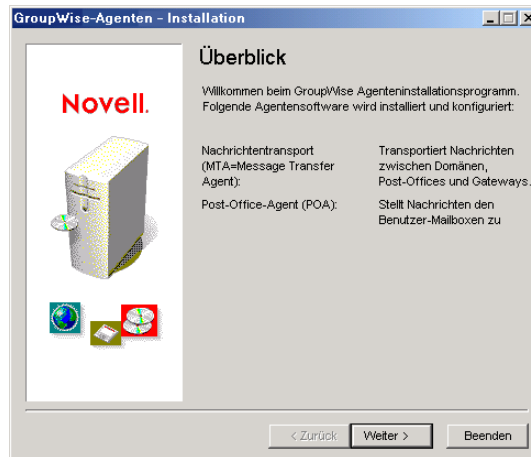 GroupWise-Agenten - Installation
Novell.
Überblick
Willkommen beim GroupWise Agenteninstallationsprogramm.
Folgende Agentensoftware wird installiert und konfiguriert:
Nachrichtentransport
(MTA=Message Transfer
Agent):
Transportiert Nachrichten
zwischen Domänen,
Post-Offices und Gateways.
Post-Office-Agent (POA):
Stellt Nachrichten den
Benutzer-Mailboxen zu
< Zurück
Weiter >
Beenden